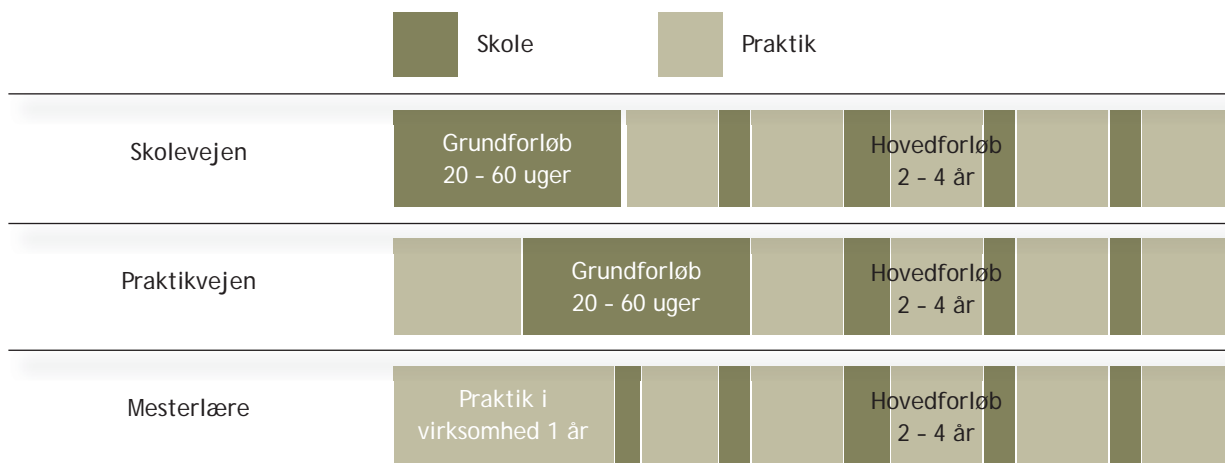 Skole
Praktik
Skolevejen
Grundforløb
20 – 60 uger
Hovedforløb
2 – 4 år
Praktikvejen
Grundforløb
20 – 60 uger
Hovedforløb
2 – 4 år
Mesterlære
Praktik i
virksomhed 1 år
Hovedforløb
2 – 4 år